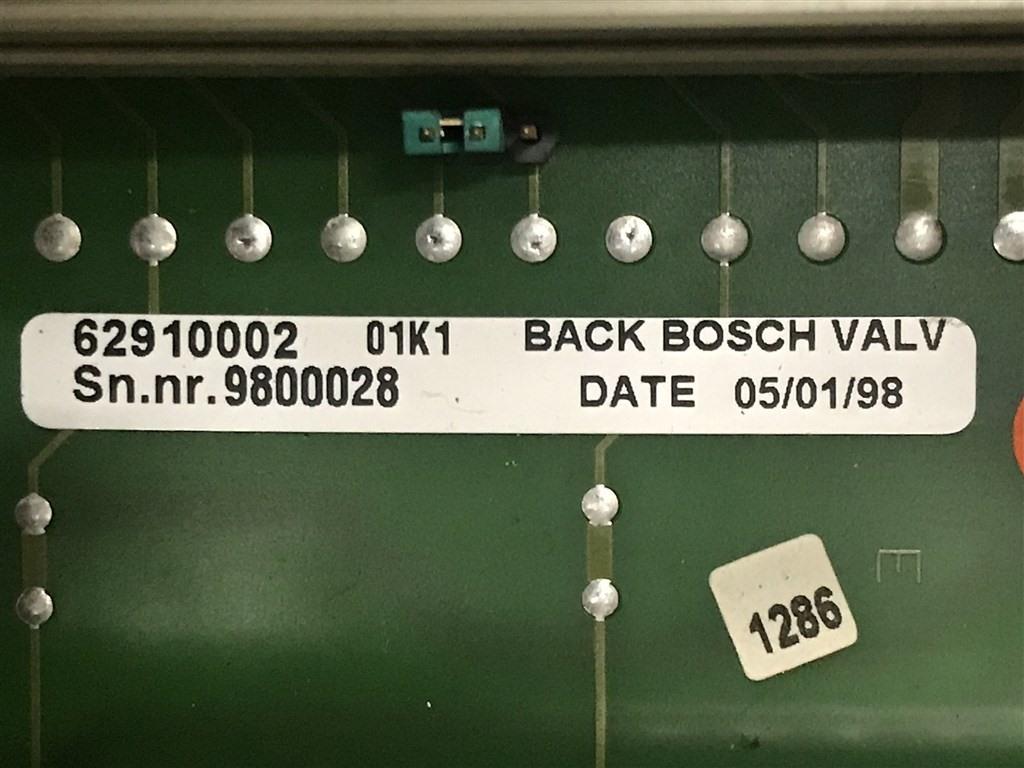 62910002 01K1 BACK BOSCH VALV
Sn.nr. 9800028 DATE 05/01/98
1286
E